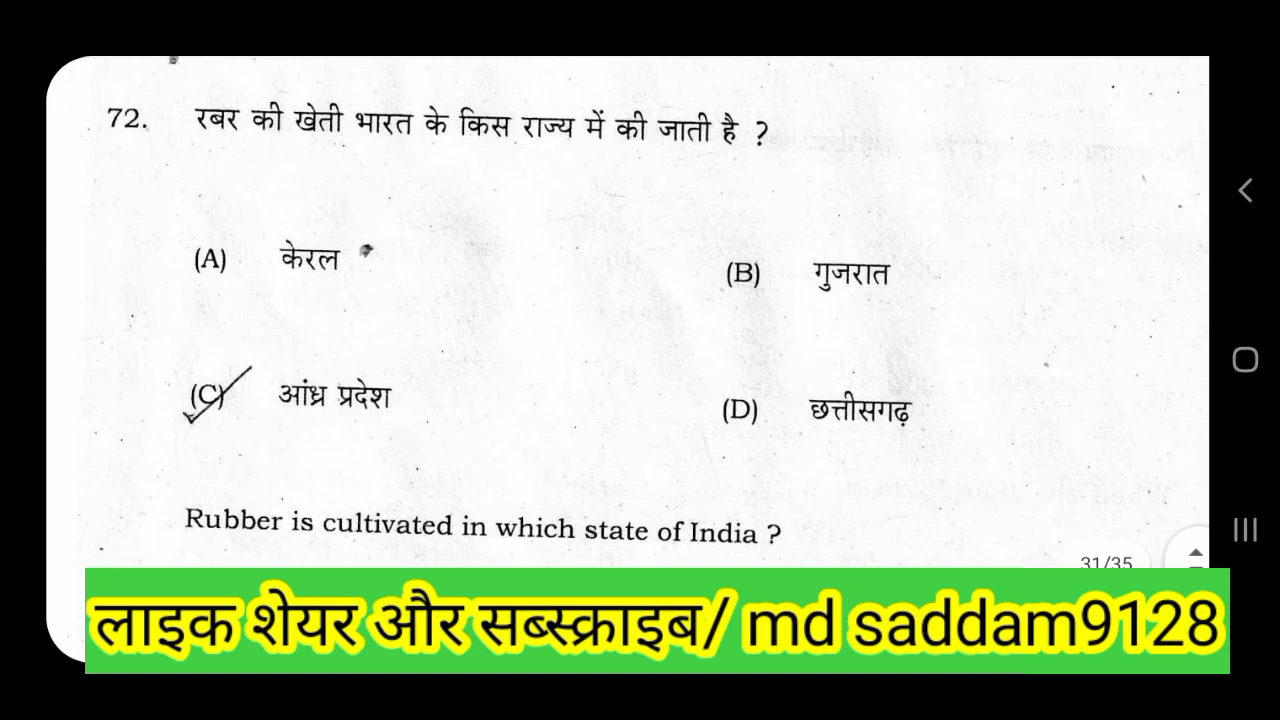 72. रबर की खेती भारत के किस राज्य में की जाती है ?
(A) केरल
(B) गुजरात
(C) आंध्र प्रदेश
(D) छत्तीसगढ़
Rubber is cultivated in which state of India ?
31/35
लाइक शेयर और सब्स्क्राइब/ md saddam9128